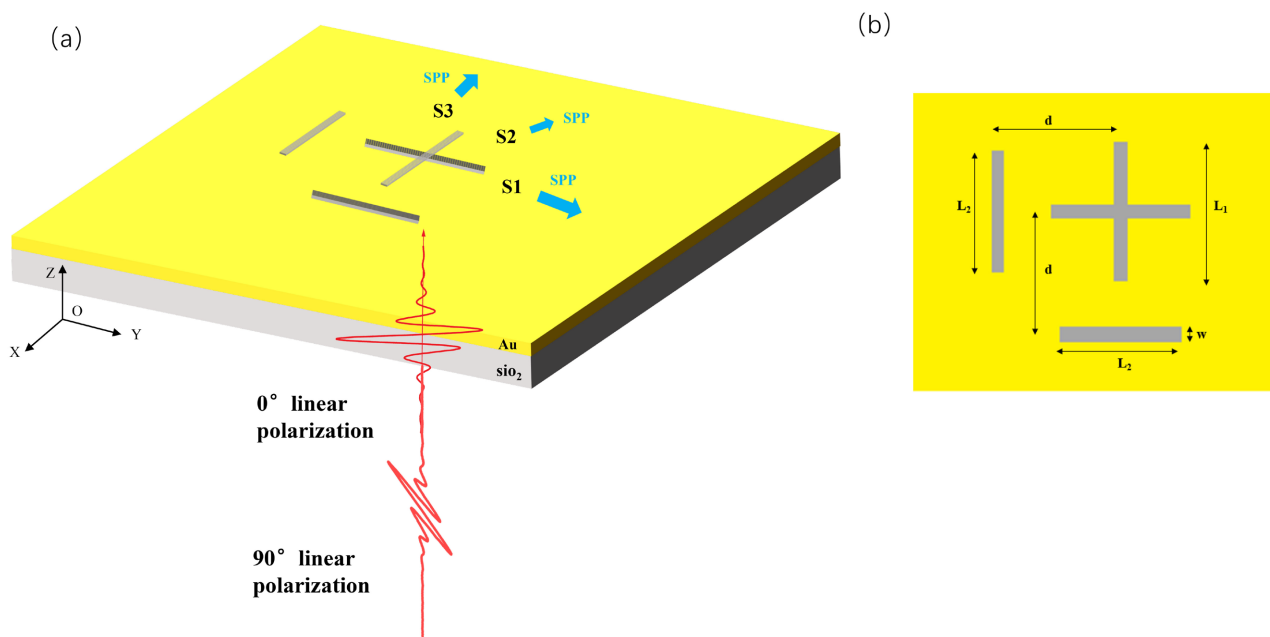 (a)
SPP
S3
SPP
S2
SPP
S1
Z
O
X
Y
Au
sio₂
0° linear
polarization
90° linear
polarization
(b)
d
L₂
L₁
d
w
L₂